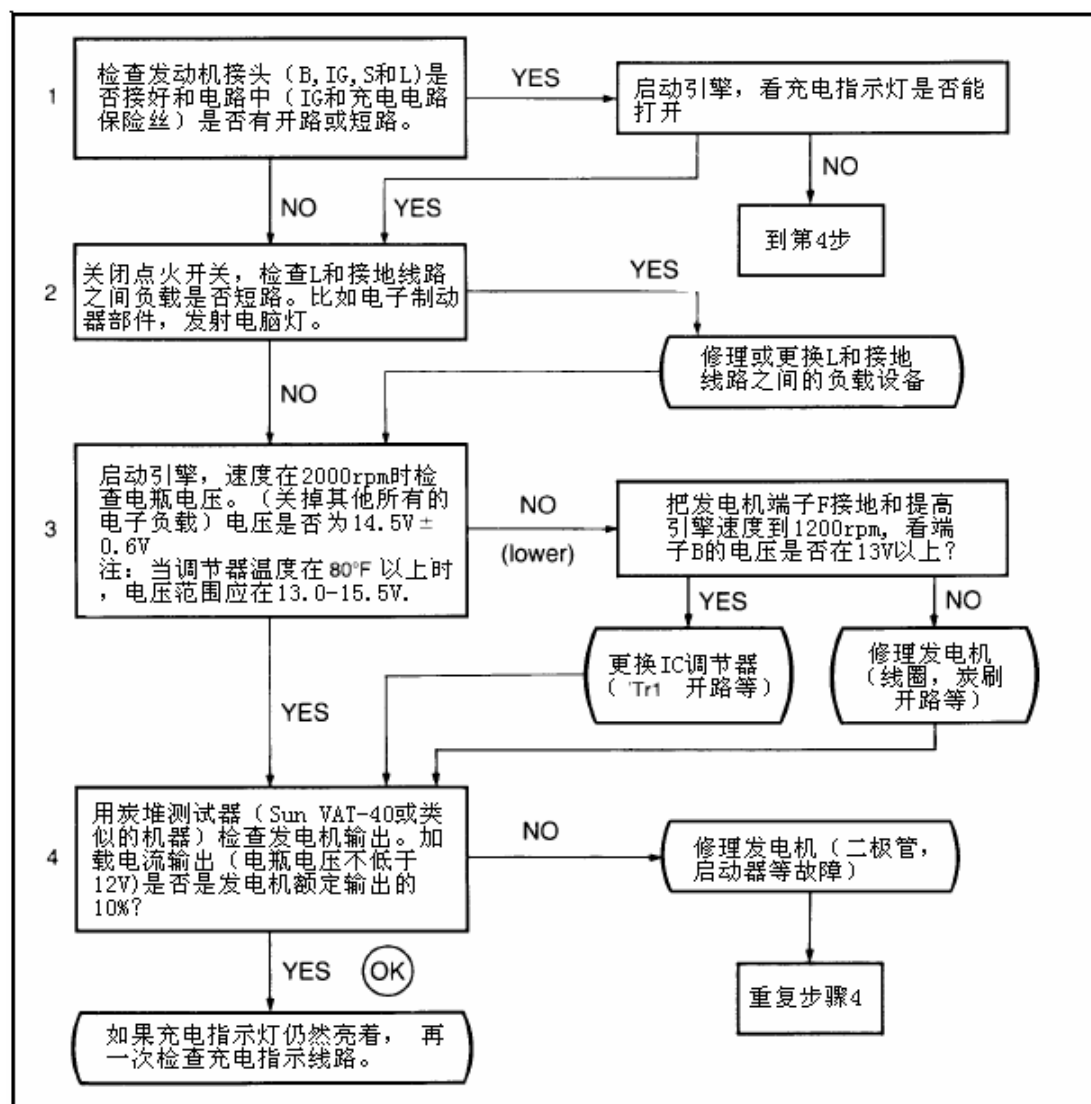 1
检查发动机接头（B,IG,S和L)是
否接好和电路中（IG和充电电路
保险丝）是否有开路或短路。
YES
启动引擎，看充电指示灯是否能
打开
NO
YES
NO
到第4步
2
关闭点火开关，检查L和接地线路
之间负载是否短路。比如电子制动
器部件，发射电脑灯。
YES
修理或更换L和接地
线路之间的负载设备
NO
3
启动引擎，速度在2000rpm时检
查电瓶电压。（关掉其他所有的
电子负载）电压是否为14.5V±
0.6V
注：当调节器温度在 80°F 以上时
，电压范围应在13.0-15.5V.
NO
(lower)
把发电机端子F接地和提高
引擎速度到1200rpm, 看端
子B的电压是否在13V以上？
YES
NO
更换IC调节器
（'Tr1 开路等）
修理发电机
（线圈，炭刷
开路等）
YES
4
用炭堆测试器（Sun VAT-40或类
似的机器）检查发电机输出。加
载电流输出（电瓶电压不低于
12V)是否是发电机额定输出的
10%?
NO
修理发电机（二极管，
启动器等故障）
重复步骤4
YES
OK
如果充电指示灯仍然亮着， 再
一次检查充电指示线路。